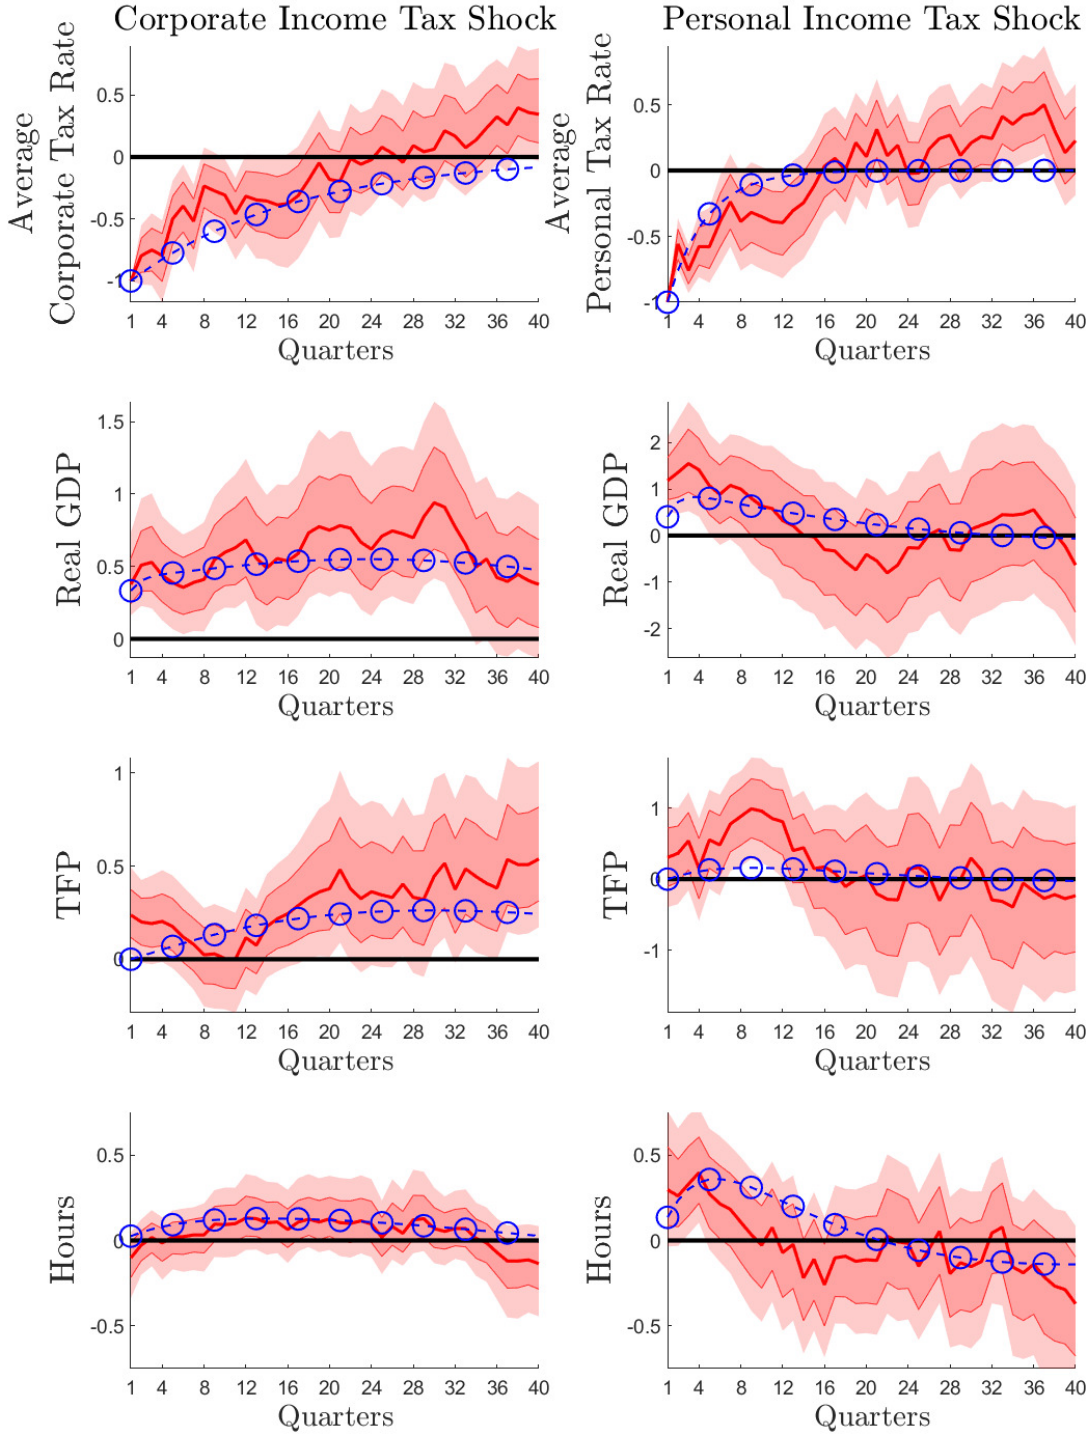 Corporate Income Tax Shock
Personal Income Tax Shock
Average
Corporate Tax Rate
0.5
0
-0.5
-1
1 4 8 12 16 20 24 28 32 36 40
Quarters
Average
Personal Tax Rate
0.5
0
-0.5
-1
1 4 8 12 16 20 24 28 32 36 40
Quarters
Real GDP
1.5
1
0.5
0
1 4 8 12 16 20 24 28 32 36 40
Quarters
Real GDP
2
1
0
-1
-2
1 4 8 12 16 20 24 28 32 36 40
Quarters
TFP
1
0.5
0
1 4 8 12 16 20 24 28 32 36 40
Quarters
TFP
1
0
-1
1 4 8 12 16 20 24 28 32 36 40
Quarters
Hours
0.5
0
-0.5
1 4 8 12 16 20 24 28 32 36 40
Quarters
Hours
0.5
0
-0.5
1 4 8 12 16 20 24 28 32 36 40
Quarters